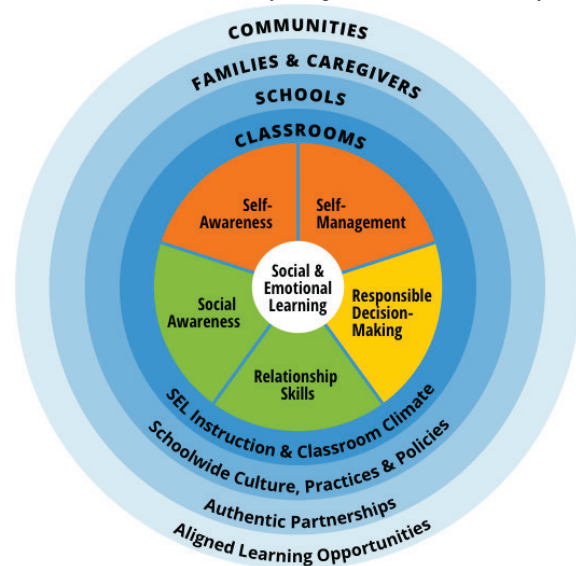 COMMUNITIES
FAMILIES & CAREGIVERS
SCHOOLS
CLASSROOMS
Self-
Awareness
Self-
Management
Social &
Emotional
Learning
Social
Awareness
Responsible
Decision-
Making
Relationship
Skills
SEL Instruction & Classroom Climate
Schoolwide Culture, Practices & Policies
Authentic Partnerships
Aligned Learning Opportunities